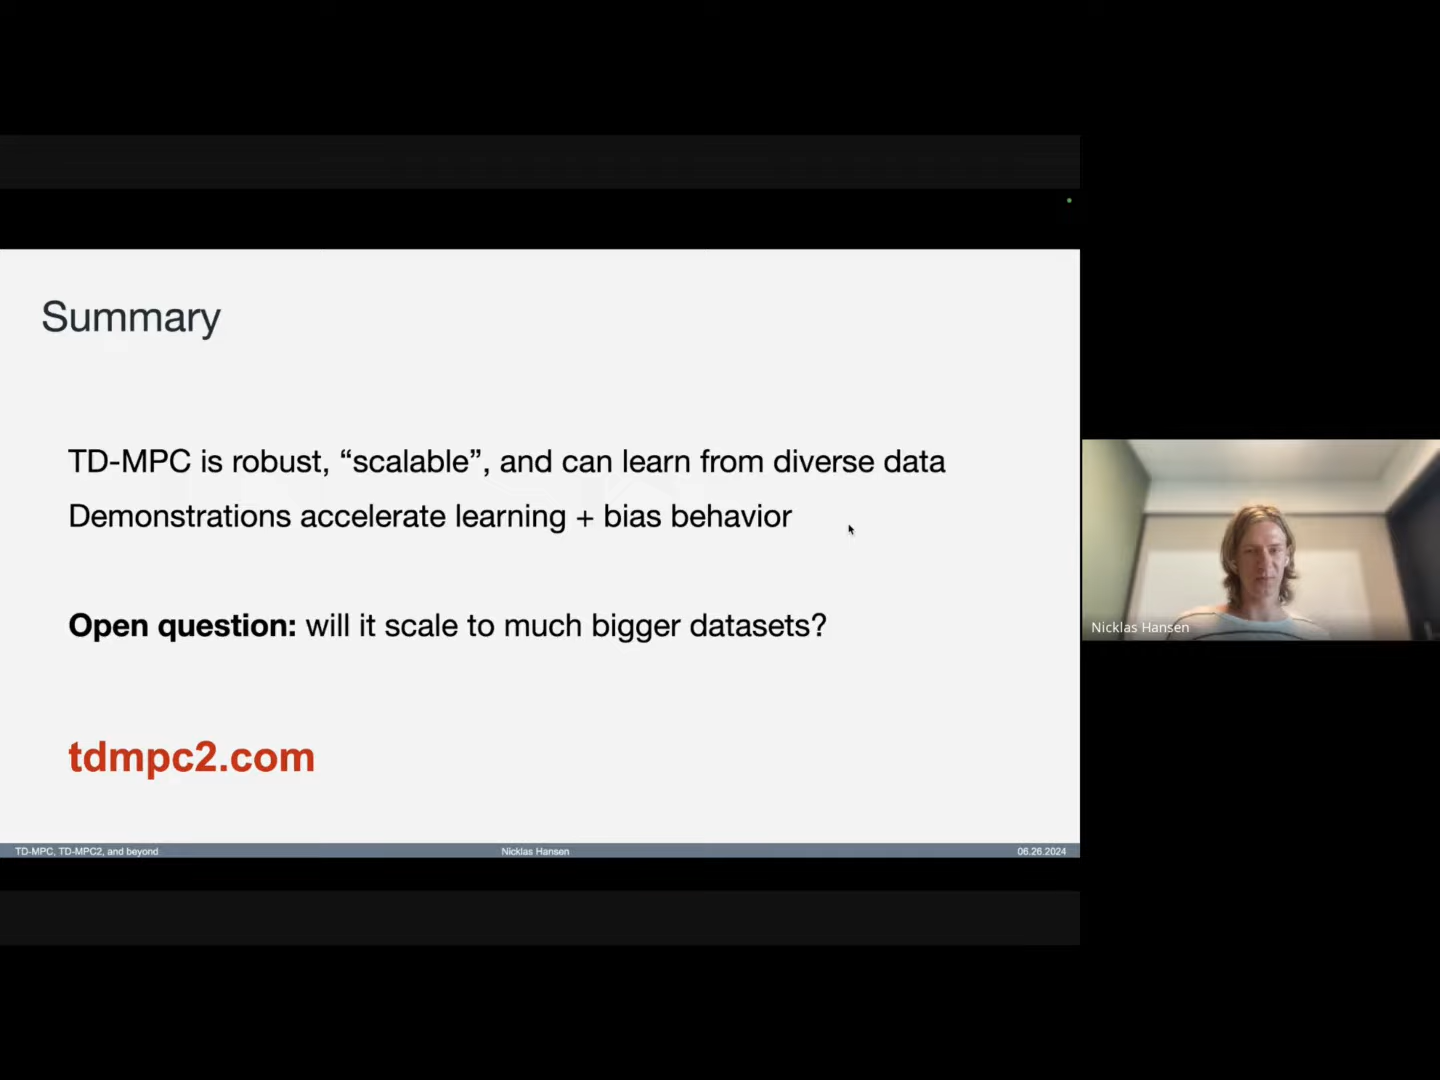 Summary
TD-MPC is robust, “scalable”, and can learn from diverse data
Demonstrations accelerate learning + bias behavior
Open question: will it scale to much bigger datasets?
tdmpc2.com
TD-MPC, TD-MPC2, and beyond
Nicklas Hansen
06.26.2024
Nicklas Hansen